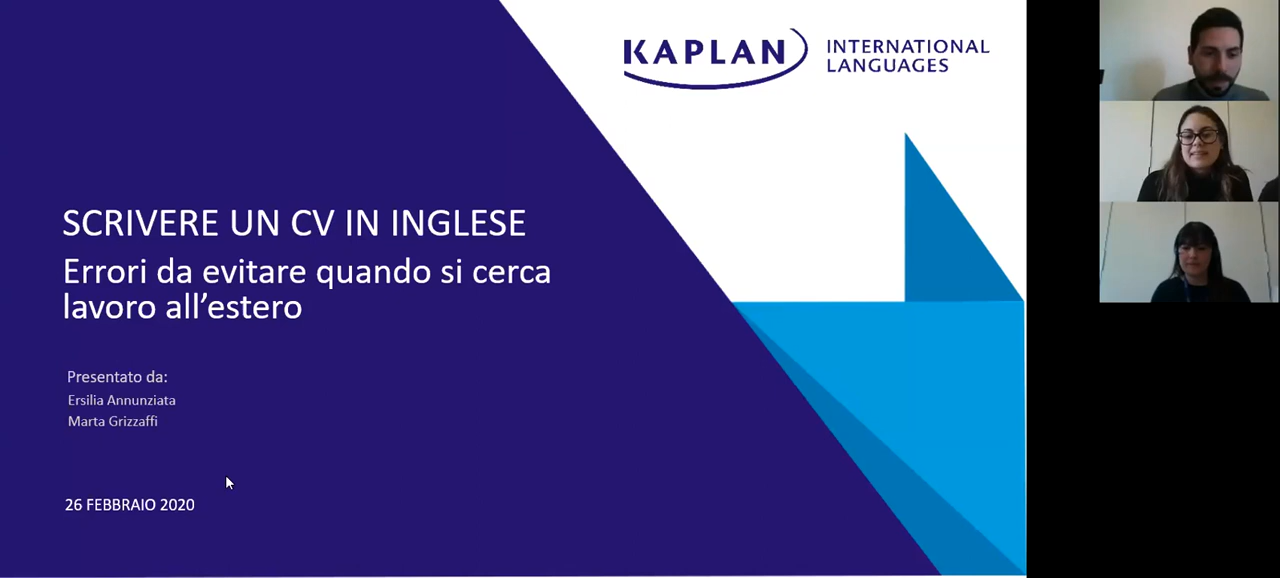 KAPLAN INTERNATIONAL
LANGUAGES
SCRIVERE UN CV IN INGLESE
Errori da evitare quando si cerca
lavoro all’estero
Presentato da:
Ersilia Annunziata
Marta Grizzaffi
26 FEBBRAIO 2020